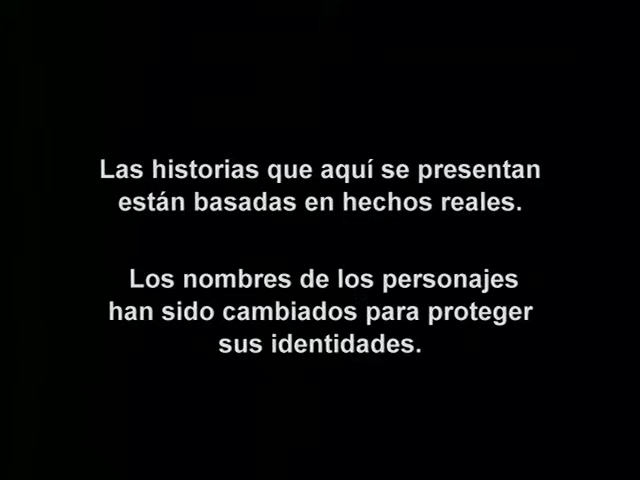 Las historias que aquí se presentan
están basadas en hechos reales.
Los nombres de los personajes
han sido cambiados para proteger
sus identidades.